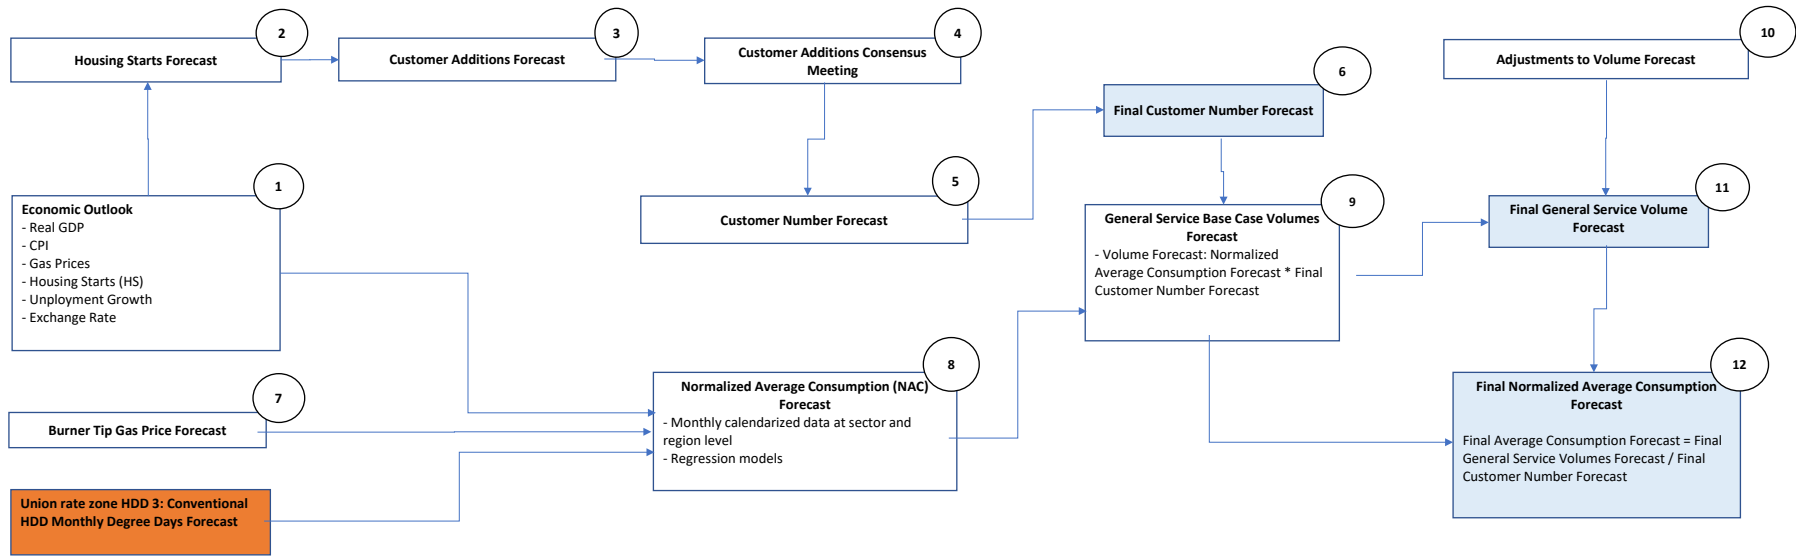 2
Housing Starts Forecast
3
Customer Additions Forecast
4
Customer Additions Consensus
Meeting
10
Adjustments to Volume Forecast
6
Final Customer Number Forecast
1
Economic Outlook
- Real GDP
- CPI
- Gas Prices
- Housing Starts (HS)
- Unployment Growth
- Exchange Rate
5
Customer Number Forecast
9
General Service Base Case Volumes
Forecast
- Volume Forecast: Normalized
Average Consumption Forecast * Final
Customer Number Forecast
11
Final General Service Volume
Forecast
7
Burner Tip Gas Price Forecast
8
Normalized Average Consumption (NAC)
Forecast
- Monthly calendarized data at sector and
region level
- Regression models
12
Final Normalized Average Consumption
Forecast
Final Average Consumption Forecast = Final
General Service Volumes Forecast / Final
Customer Number Forecast
Union rate zone HDD 3: Conventional
HDD Monthly Degree Days Forecast